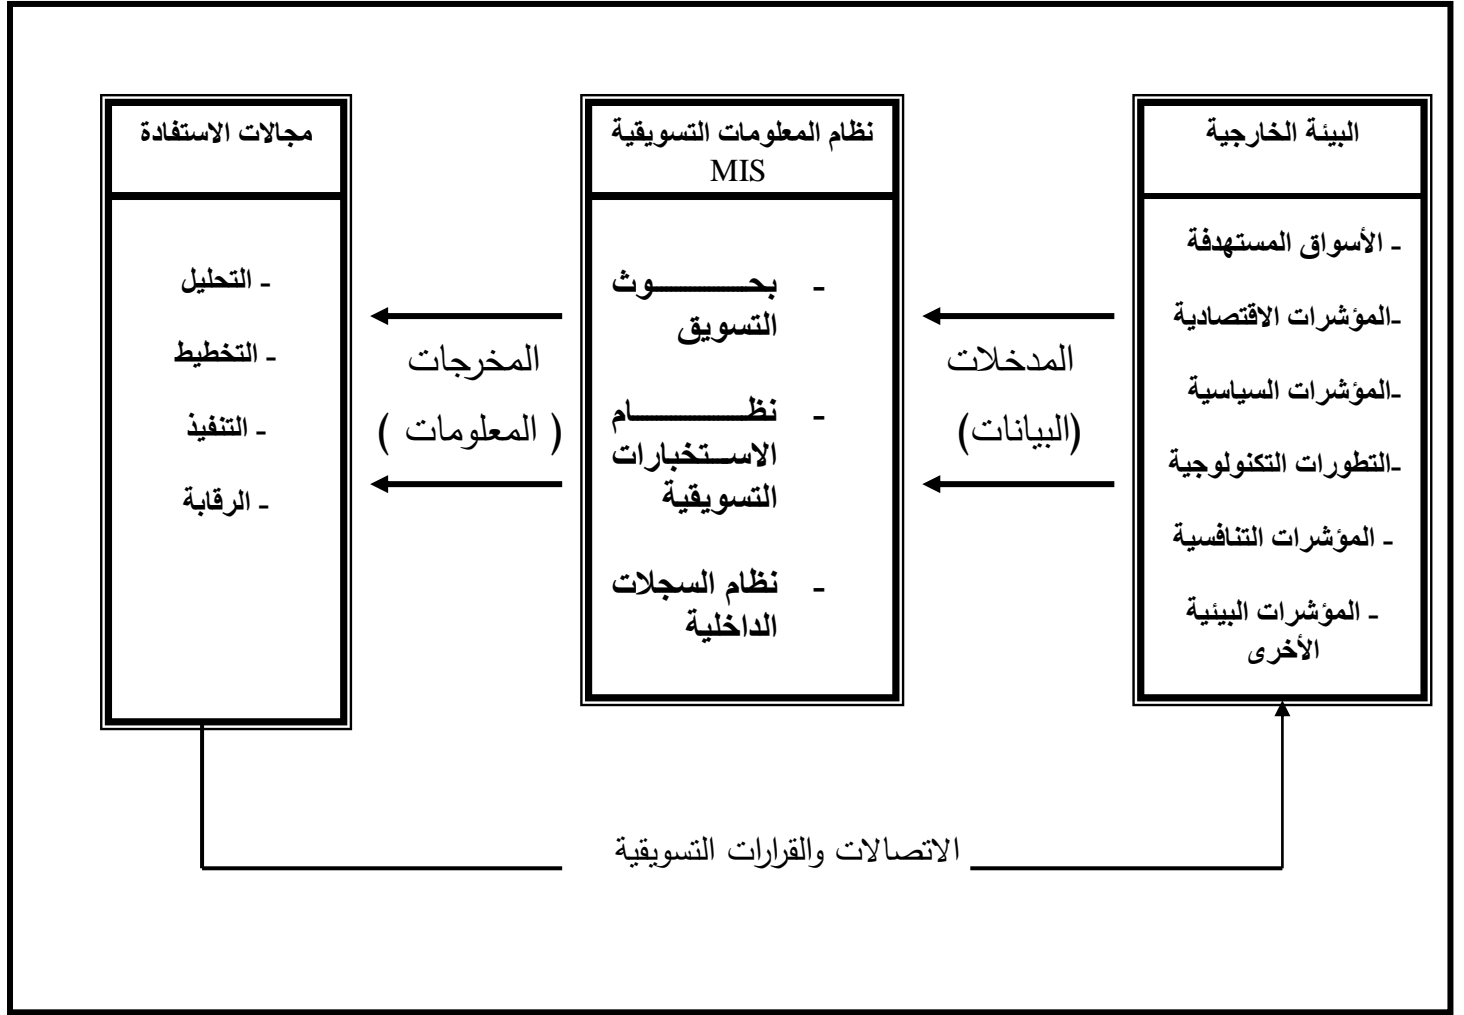 البيئة الخارجية
- الأسواق المستهدفة
-المؤشرات الاقتصادية
-المؤشرات السياسية
-التطورات التكنولوجية
- المؤشرات التنافسية
- المؤشرات البيئية
الأخرى
المدخلات
(البيانات)
نظام المعلومات التسويقية
MIS
- بحـــــــوث
التسويق
- نظـــــــام
الاســتخبارات
التسويقية
- نظام السجلات
الداخلية
المخرجات
( المعلومات )
مجالات الاستفادة
- التحليل
- التخطيط
- التنفيذ
- الرقابة
الاتصالات والقرارات التسويقية